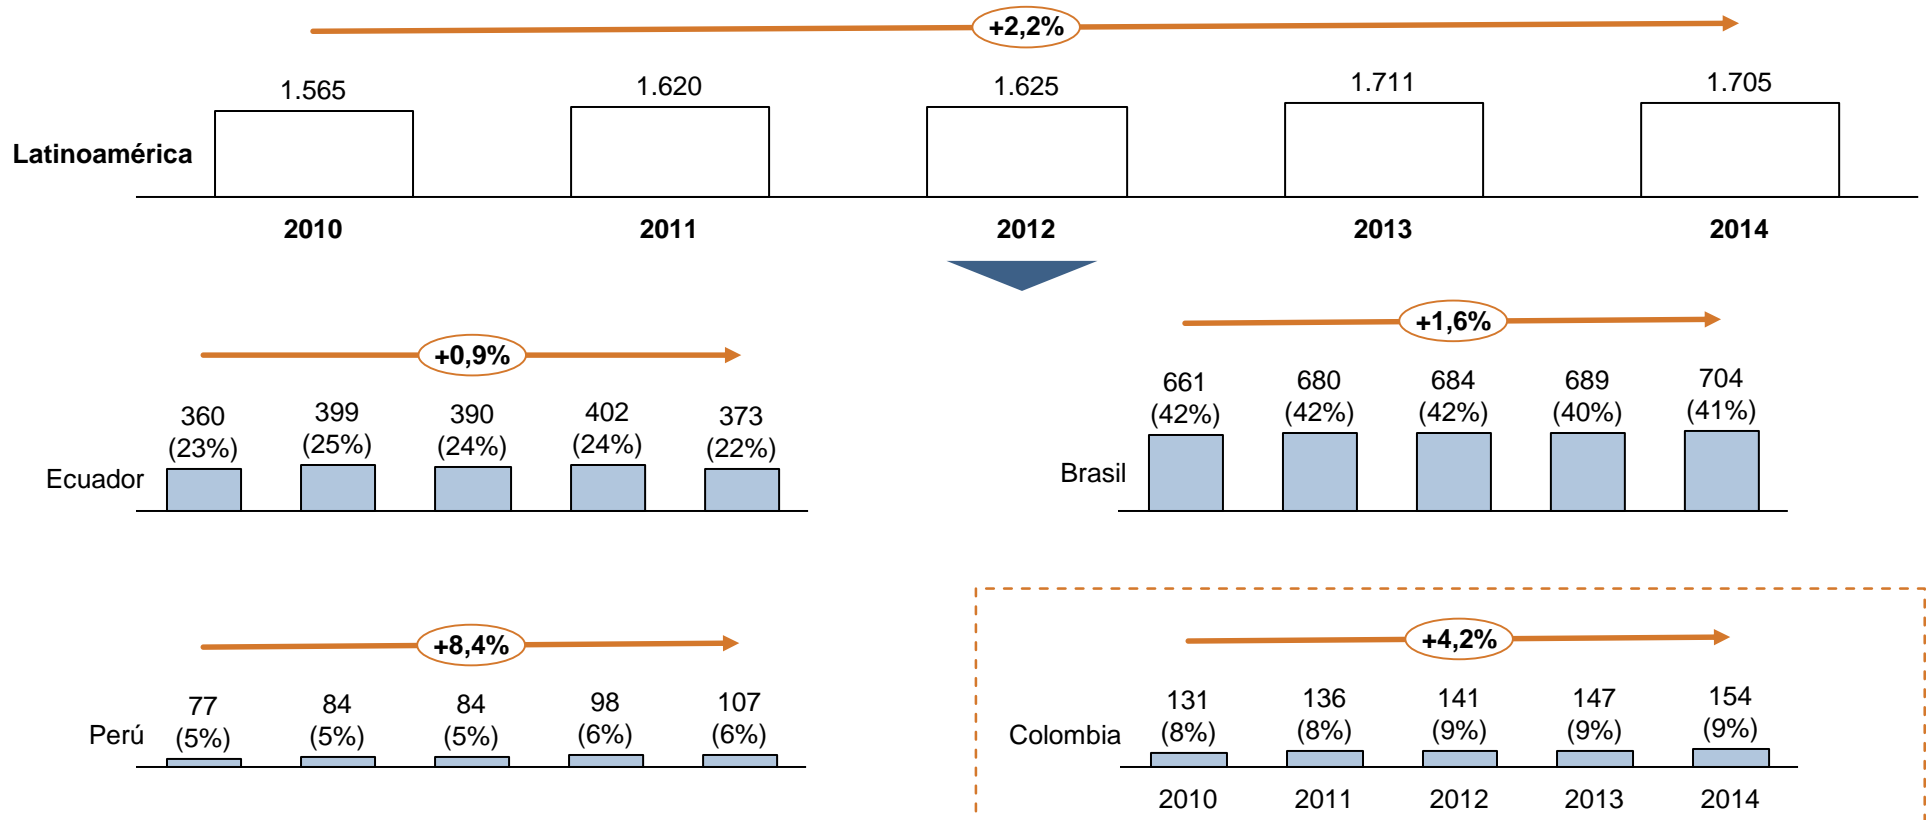 +2,2%
1.565 1.620 1.625 1.711 1.705
Latinoamérica
2010 2011 2012 2013 2014
+0,9%
360 399 390 402 373
(23%) (25%) (24%) (24%) (22%)
Ecuador
+1,6%
661 680 684 689 704
(42%) (42%) (42%) (40%) (41%)
Brasil
+8,4%
77 84 84 98 107
(5%) (5%) (5%) (6%) (6%)
Perú
+4,2%
131 136 141 147 154
(8%) (8%) (9%) (9%) (9%)
Colombia
2010 2011 2012 2013 2014